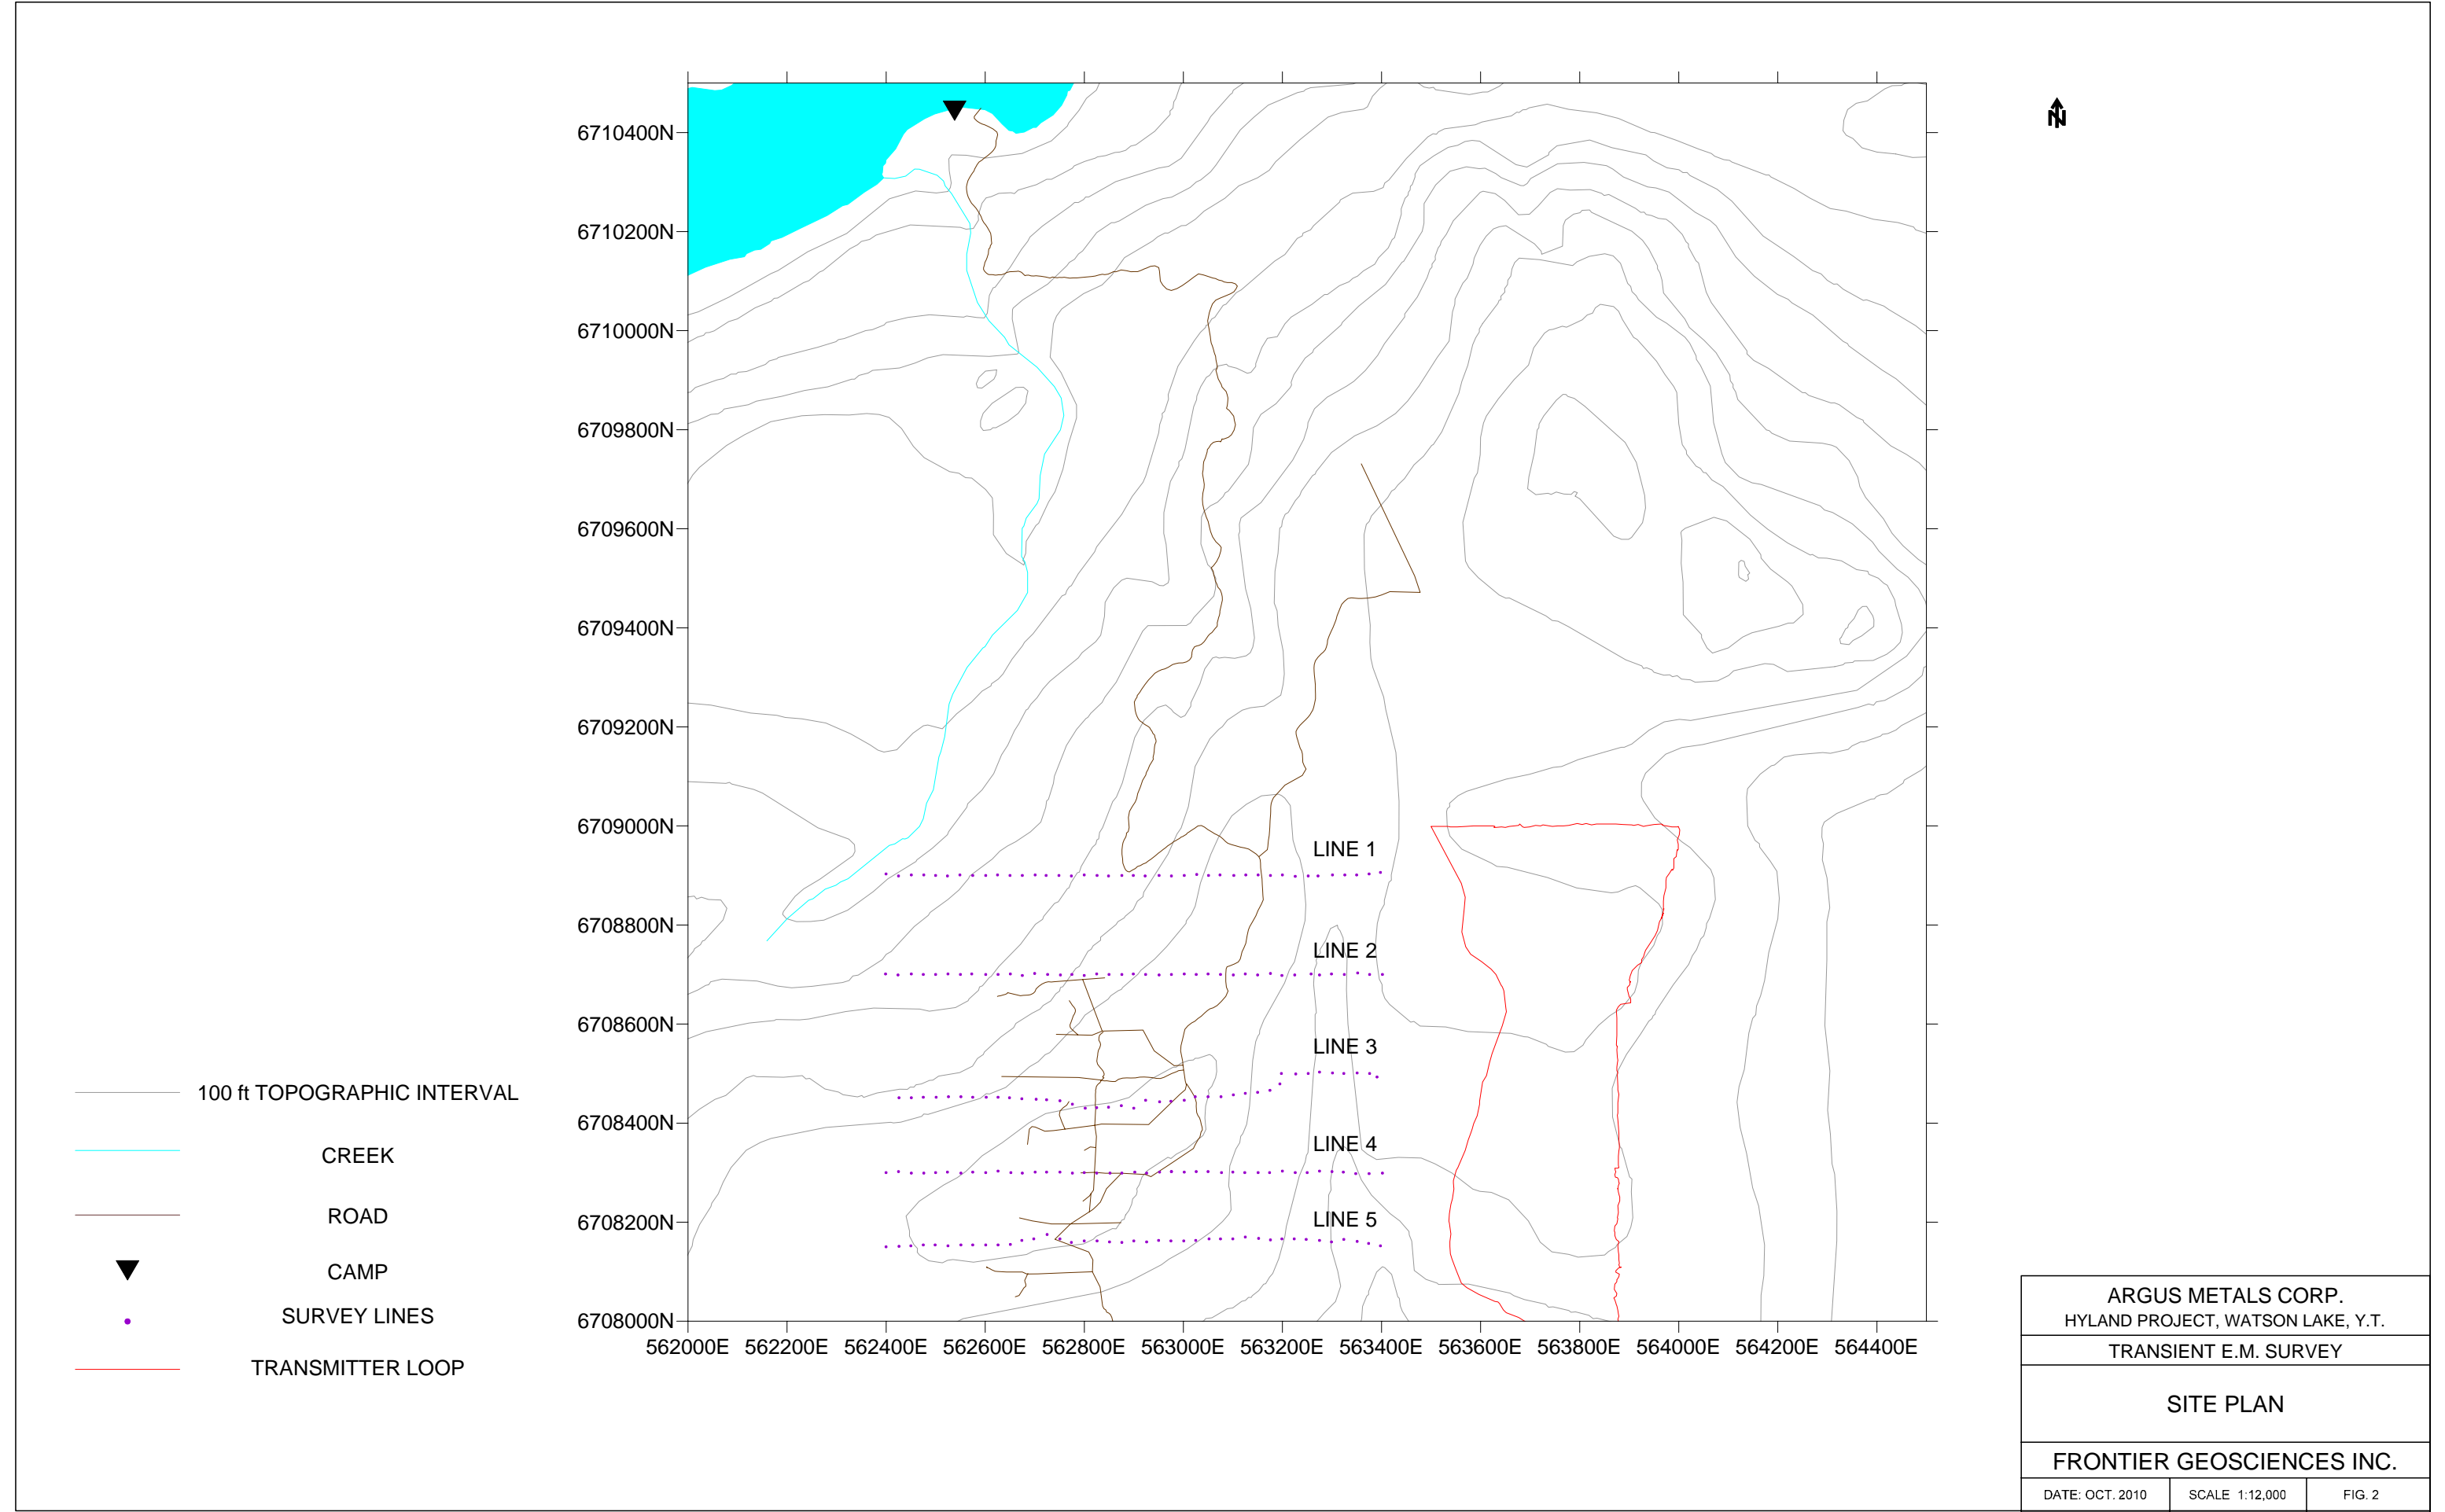 6710400N
6710200N
6710000N
6709800N
6709600N
6709400N
6709200N
6709000N
6708800N
6708600N
6708400N
6708200N
6708000N
562000E 562200E 562400E 562600E 562800E 563000E 563200E 563400E 563600E 563800E 564000E 564200E 564400E
N
LINE 1
LINE 2
LINE 3
LINE 4
LINE 5
100 ft TOPOGRAPHIC INTERVAL
CREEK
ROAD
CAMP
SURVEY LINES
TRANSMITTER LOOP
ARGUS METALS CORP.
HYLAND PROJECT, WATSON LAKE, Y.T.
TRANSIENT E.M. SURVEY
SITE PLAN
FRONTIER GEOSCIENCES INC.
DATE: OCT. 2010 SCALE 1:12,000 FIG. 2